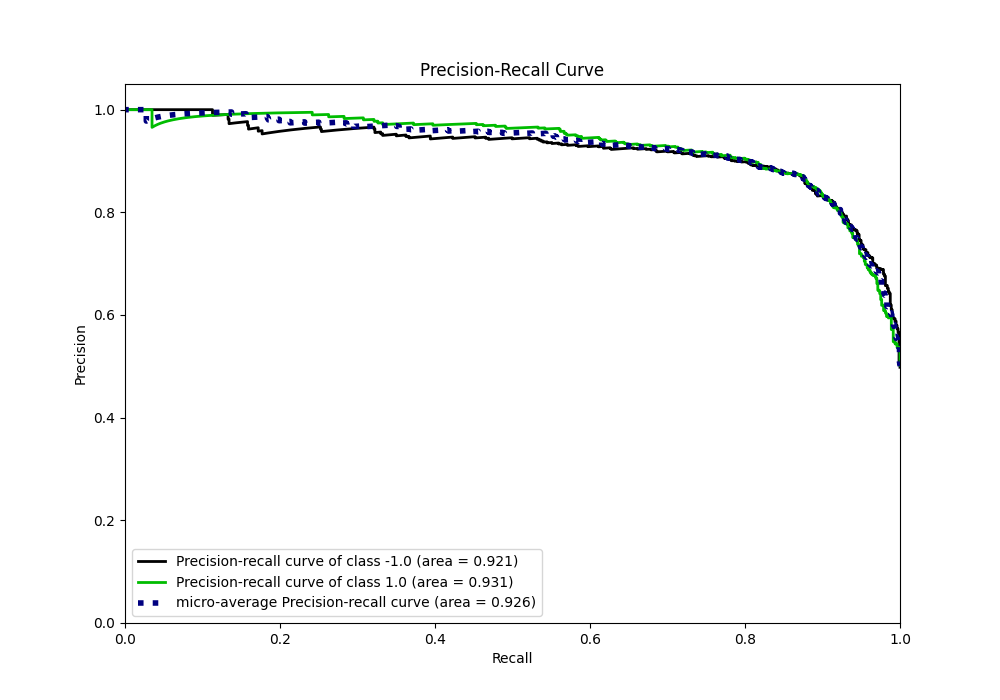 Precision-Recall Curve
1.0
0.8
0.6
0.4
0.2
0.0
Precision
Precision-recall curve of class -1.0 (area = 0.921)
Precision-recall curve of class 1.0 (area = 0.931)
micro-average Precision-recall curve (area = 0.926)
0.0 0.2 0.4 0.6 0.8 1.0
Recall